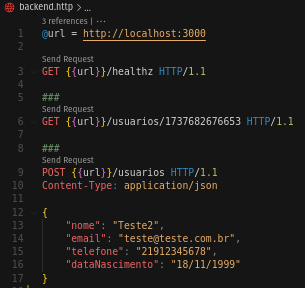 backend.http > ...
3 references | ...
1 @url = http://localhost:3000
2
Send Request
3 GET {{url}}/healthz HTTP/1.1
4
5 ###
Send Request
6 GET {{url}}/usuarios/1737682676653 HTTP/1.1
7
8 ###
Send Request
9 POST {{url}}/usuarios HTTP/1.1
10 Content-Type: application/json
11
12 {
13 "nome": "Teste2",
14 "email": "teste@teste.com.br",
15 "telefone": "21912345678",
16 "dataNascimento": "18/11/1999"
17 }